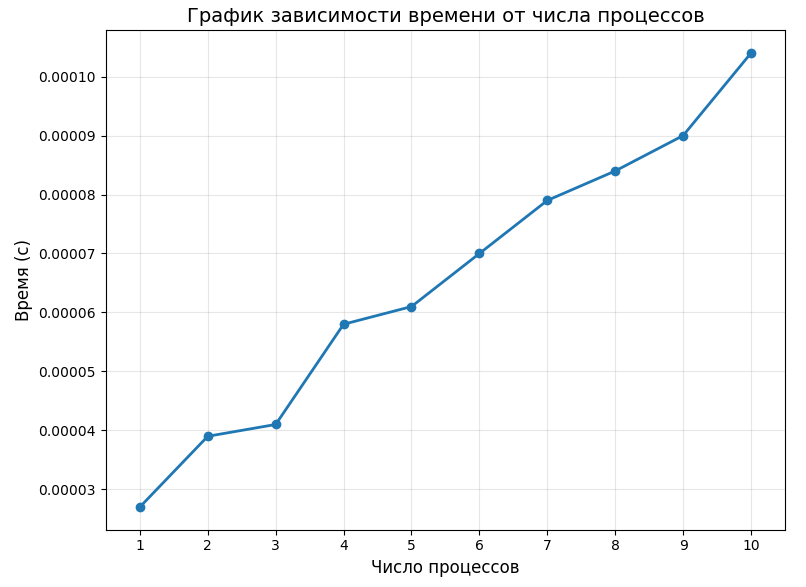 График зависимости времени от числа процессов
Время (с)
0.00010
0.00009
0.00008
0.00007
0.00006
0.00005
0.00004
0.00003
1 2 3 4 5 6 7 8 9 10
Число процессов